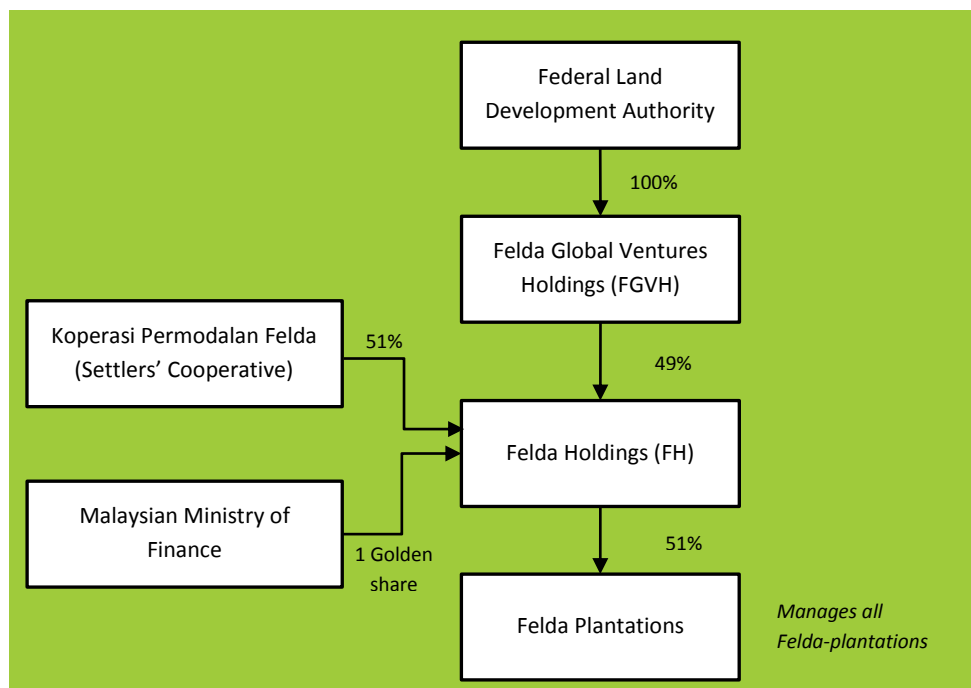 Federal Land
Development Authority
100%
Felda Global Ventures
Holdings (FGVH)
Koperasi Permodalan Felda
(Settlers’ Cooperative)
51%
49%
Felda Holdings (FH)
Malaysian Ministry of
Finance
1 Golden
share
51%
Felda Plantations
Manages all
Felda-plantations